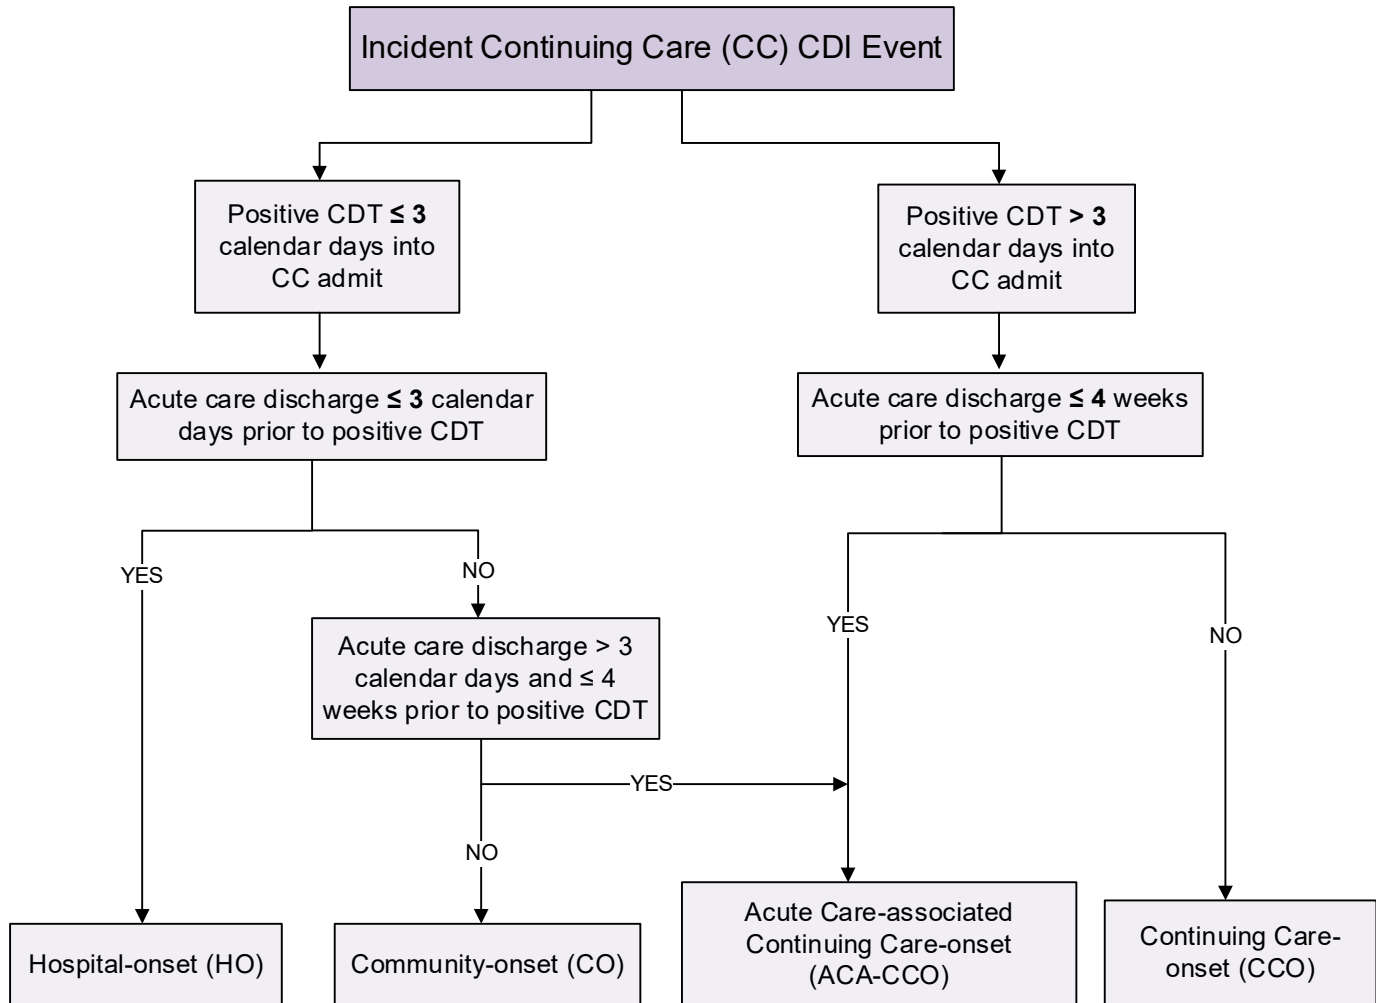 Incident Continuing Care (CC) CDI Event
Positive CDT ≤ 3
calendar days into
CC admit
Positive CDT > 3
calendar days into
CC admit
Acute care discharge ≤ 3 calendar
days prior to positive CDT
Acute care discharge ≤ 4 weeks
prior to positive CDT
YES
NO
Acute care discharge > 3
calendar days and ≤ 4
weeks prior to positive CDT
YES
NO
YES
NO
Hospital-onset (HO)
Community-onset (CO)
Acute Care-associated
Continuing Care-onset
(ACA-CCO)
Continuing Care-
onset (CCO)